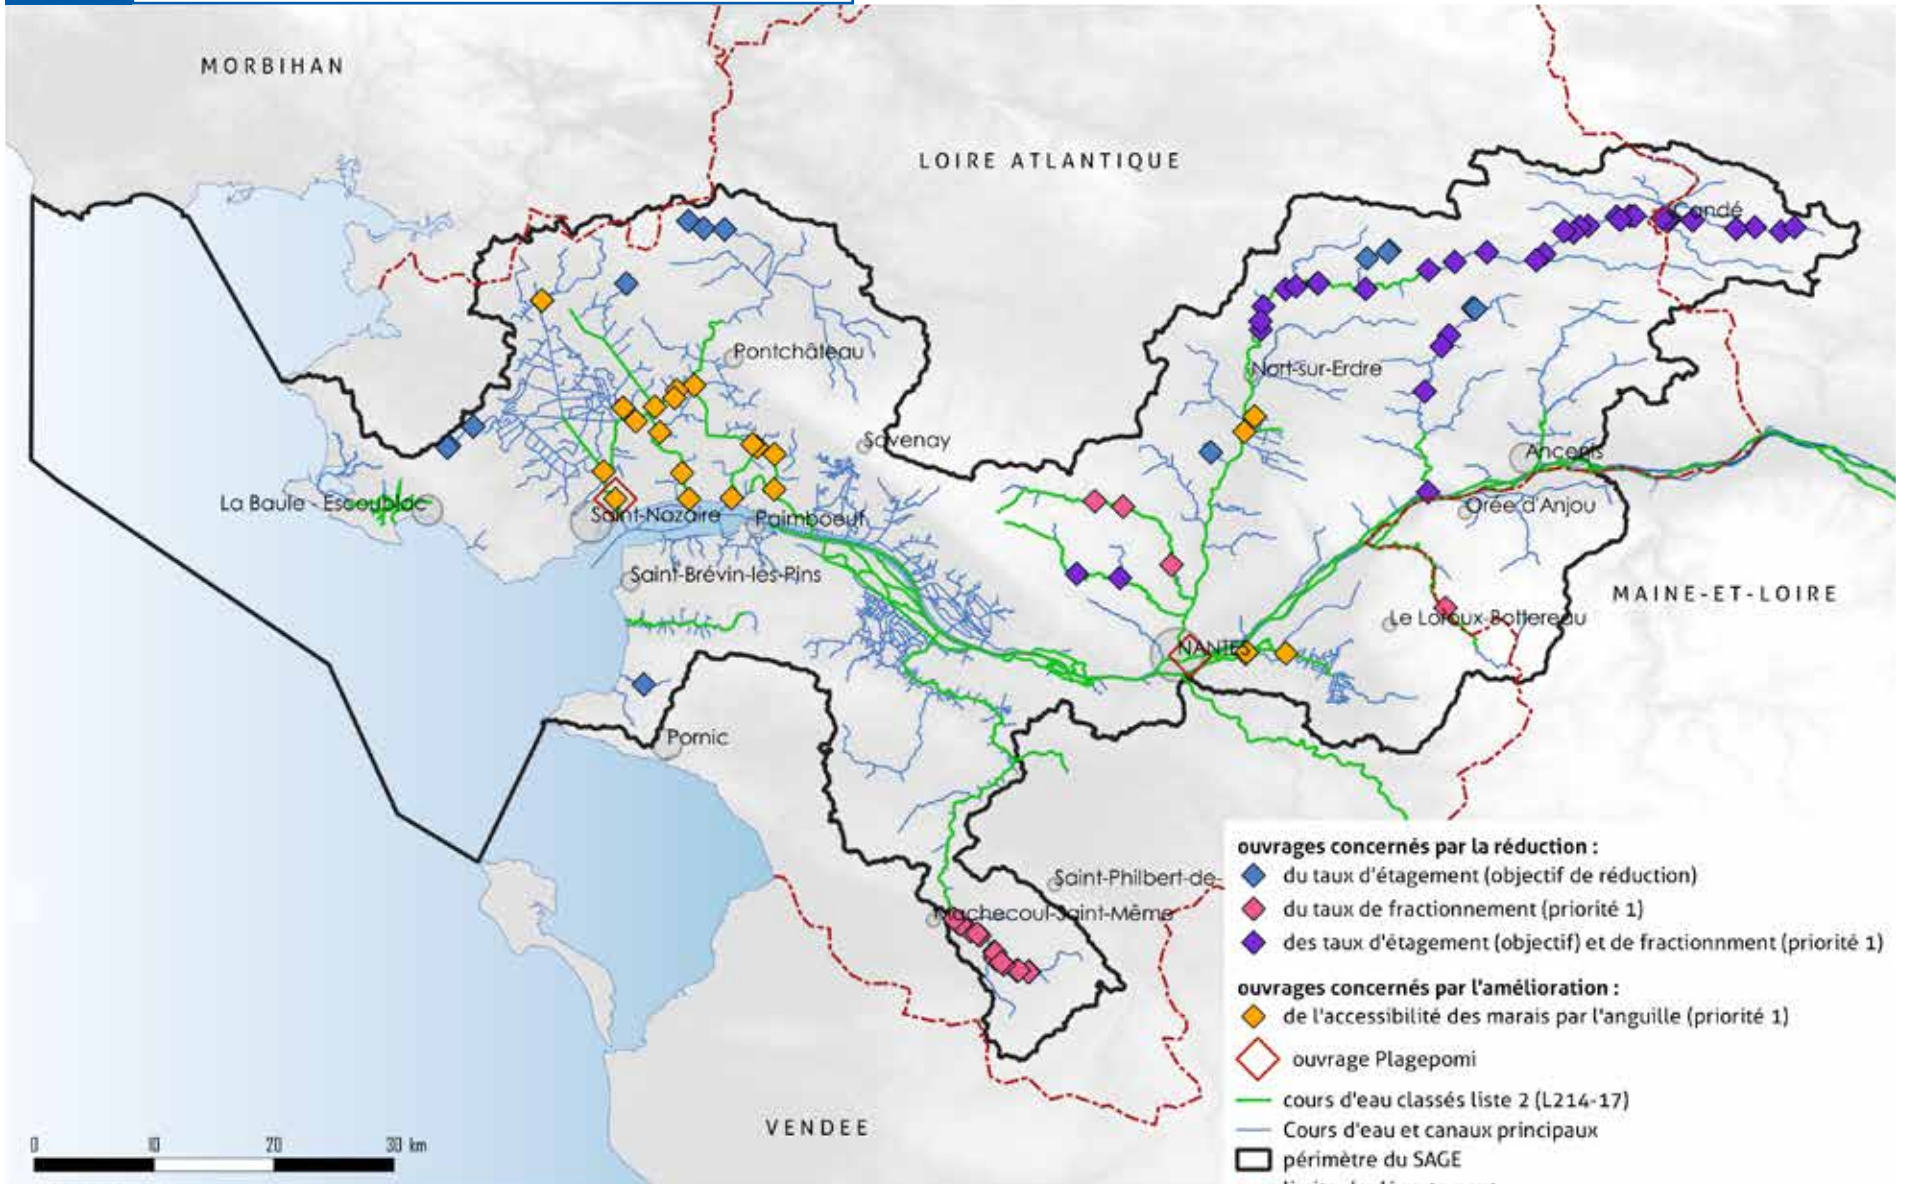 MORBIHAN
LOIRE ATLANTIQUE
Candé
Pontchâteau
Nort-sur-Erdre
Savenay
Ancenis
La Baule - Escoublac
Saint-Nazaire
Paimboeuf
Orée d'Anjou
Saint-Brévin-les-Pins
MAINE-ET-LOIRE
Le Loroux-Bottereau
NANTES
Pornic
Saint-Philbert-de-
Machecoul-Saint-Même
VENDEE
0 10 20 30 km
ouvrages concernés par la réduction :
du taux d'étagement (objectif de réduction)
du taux de fractionnement (priorité 1)
des taux d'étagement (objectif) et de fractionnment (priorité 1)
ouvrages concernés par l'amélioration :
de l'accessibilité des marais par l'anguille (priorité 1)
ouvrage Plagepomi
cours d'eau classés liste 2 (L214-17)
Cours d'eau et canaux principaux
périmètre du SAGE